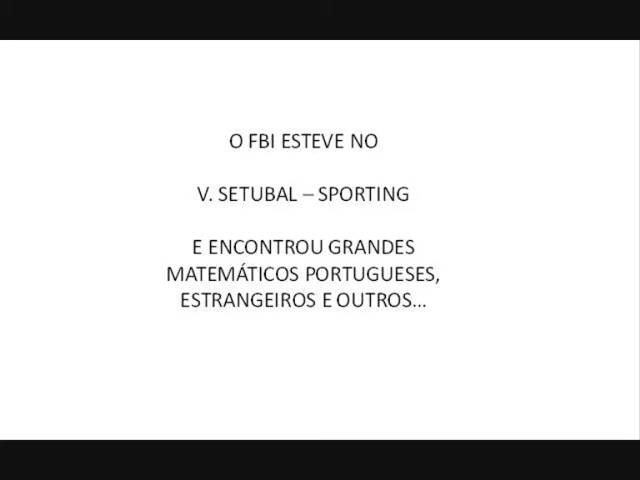 O FBI ESTEVE NO
V. SETUBAL – SPORTING
E ENCONTROU GRANDES
MATEMÁTICOS PORTUGUESES,
ESTRANGEIROS E OUTROS...